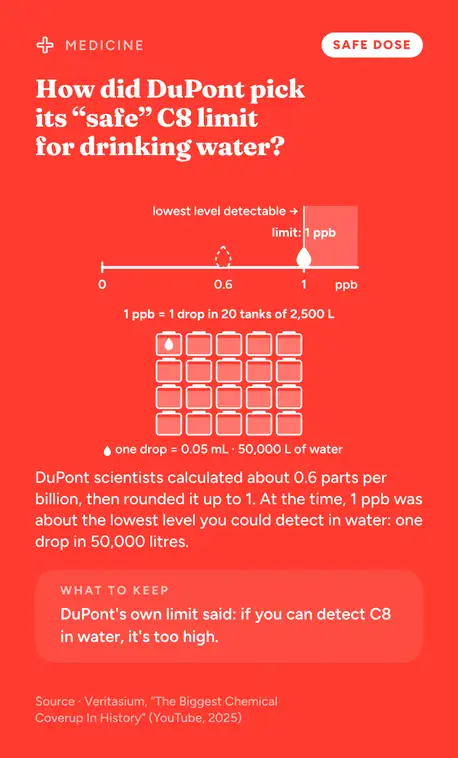 MEDICINE
SAFE DOSE
How did DuPont pick
its “safe” C8 limit
for drinking water?
lowest level detectable →
limit: 1 ppb
0 0.6 1 ppb
1 ppb = 1 drop in 20 tanks of 2,500 L
one drop = 0.05 mL · 50,000 L of water
DuPont scientists calculated about 0.6 parts per
billion, then rounded it up to 1. At the time, 1 ppb was
about the lowest level you could detect in water: one
drop in 50,000 litres.
WHAT TO KEEP
DuPont's own limit said: if you can detect C8
in water, it's too high.
Source · Veritasium, “The Biggest Chemical
Coverup In History” (YouTube, 2025)